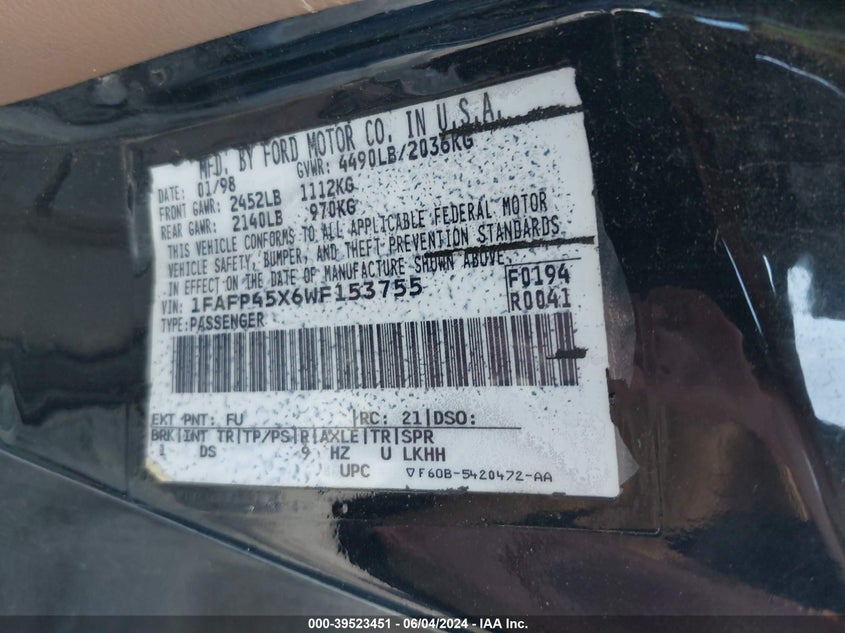 MFD. BY FORD MOTOR CO. IN U.S.A.
DATE: 01/98 GVWR: 4490LB/2036KG
FRONT GAWR: 2452LB 1112KG
REAR GAWR: 2140LB 970KG
THIS VEHICLE CONFORMS TO ALL APPLICABLE FEDERAL MOTOR
VEHICLE SAFETY, BUMPER, AND THEFT PREVENTION STANDARDS
IN EFFECT ON THE DATE OF MANUFACTURE SHOWN ABOVE.
VIN: 1FAFP45X6WF153755 F0194
TYPE: PASSENGER R0041
EXT PNT: FU RC: 21 DSO:
BRK INT TR TP/PS R AXLE TR SPR
1 DS 9 HZ U LKHH
UPC ▽F60B-5420472-AA
000-39523451 - 06/04/2024 - IAAI.COM